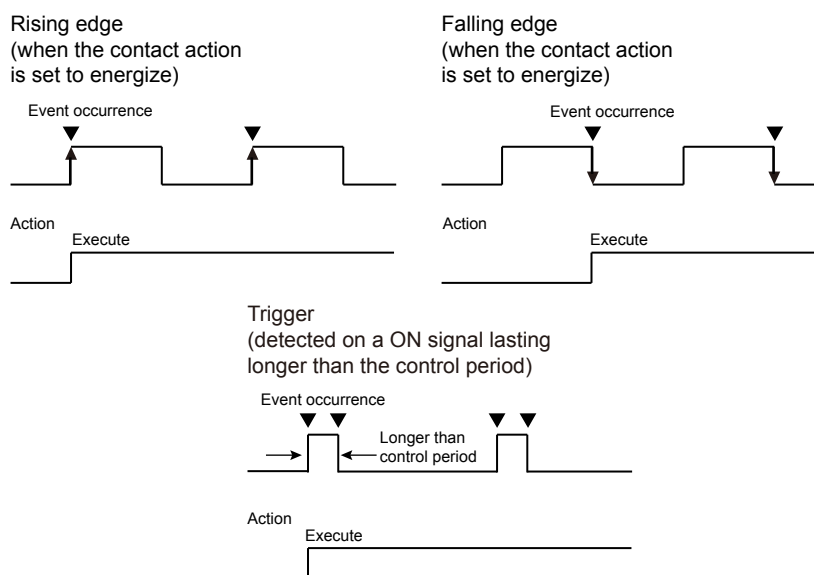 Rising edge
(when the contact action
is set to energize)
Event occurrence
Action
Execute
Falling edge
(when the contact action
is set to energize)
Event occurrence
Action
Execute
Trigger
(detected on a ON signal lasting
longer than the control period)
Event occurrence
Longer than
control period
Action
Execute